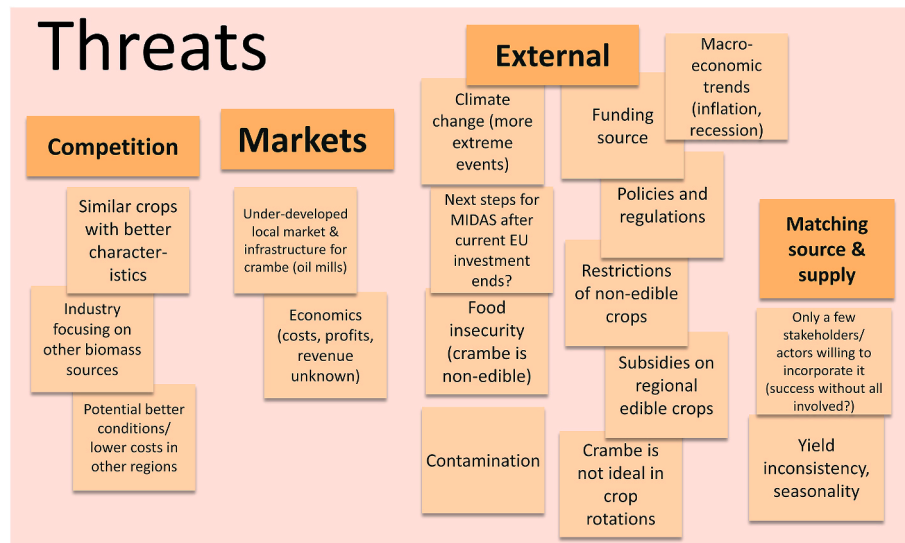 Threats
Competition
Similar crops
with better
character-
istics
Industry
focusing on
other biomass
sources
Potential better
conditions/
lower costs in
other regions
Markets
Under-developed
local market &
infrastructure for
crambe (oil mills)
Economics
(costs, profits,
revenue
unknown)
External
Climate
change (more
extreme
events)
Next steps for
MIDAS after
current EU
investment
ends?
Food
insecurity
(crambe is
non-edible)
Contamination
Funding
source
Macro-
economic
trends
(inflation,
recession)
Policies and
regulations
Restrictions
of non-edible
crops
Subsidies on
regional
edible crops
Crambe is
not ideal in
crop
rotations
Matching
source &
supply
Only a few
stakeholders/
actors willing to
incorporate it
(success without all
involved?)
Yield
inconsistency,
seasonality